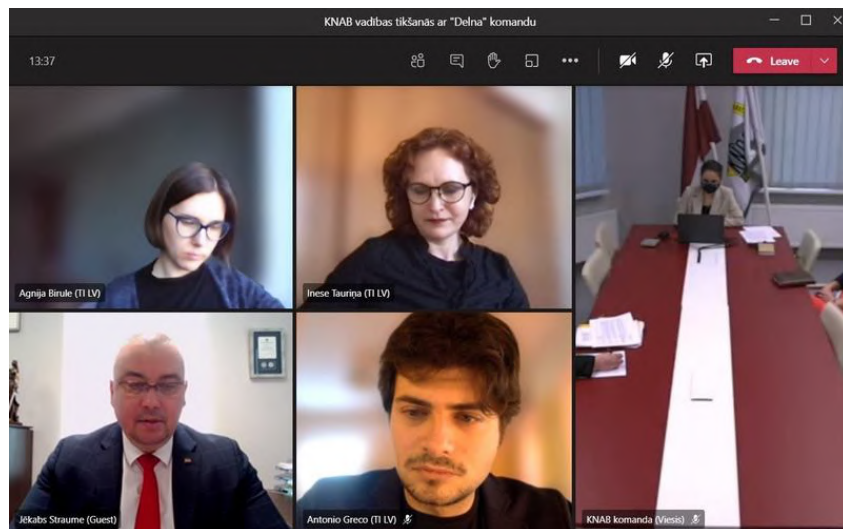 KNAB vadības tikšanās ar "Delna" komandu
13:37
Leave
Agnija Birule (TI LV)
Inese Tauriņa (TI LV)
Jēkabs Straume (Guest)
Antonio Greco (TI LV)
KNAB komanda (Viesis)